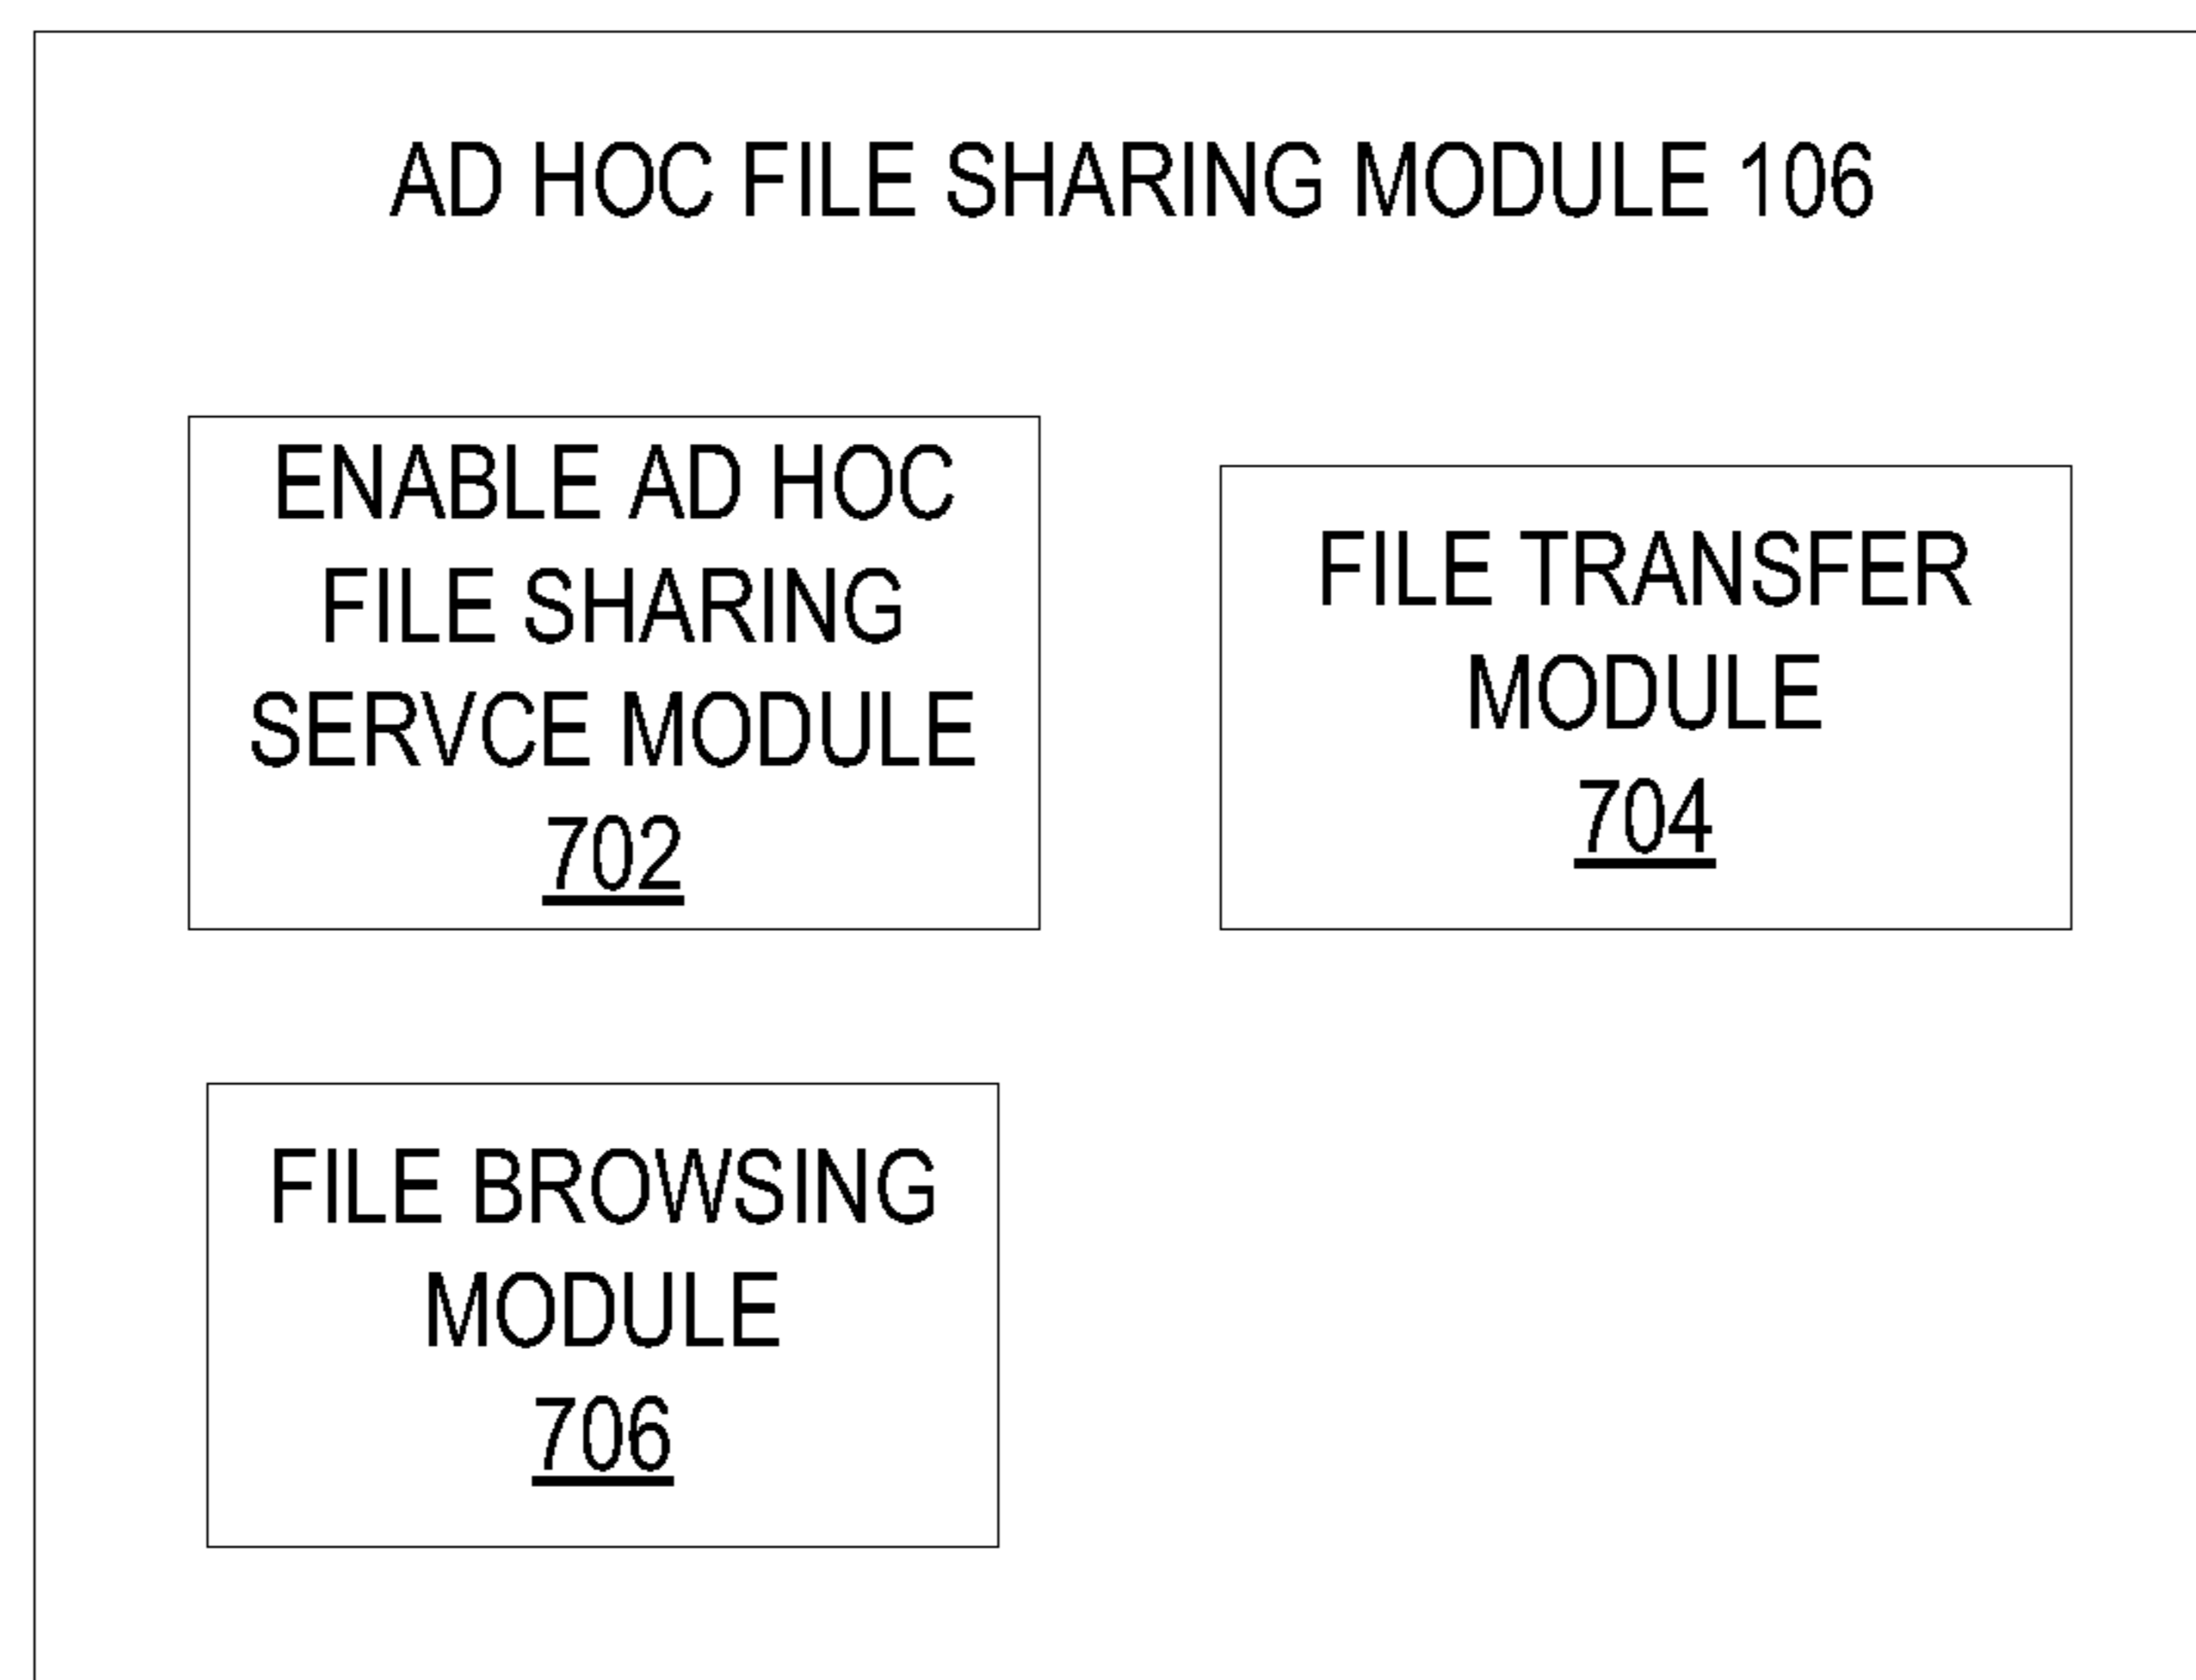 AD HOC FILE SHARING MODULE 106
ENABLE AD HOC
FILE SHARING
SERVCE MODULE
702
FILE TRANSFER
MODULE
704
FILE BROWSING
MODULE
706